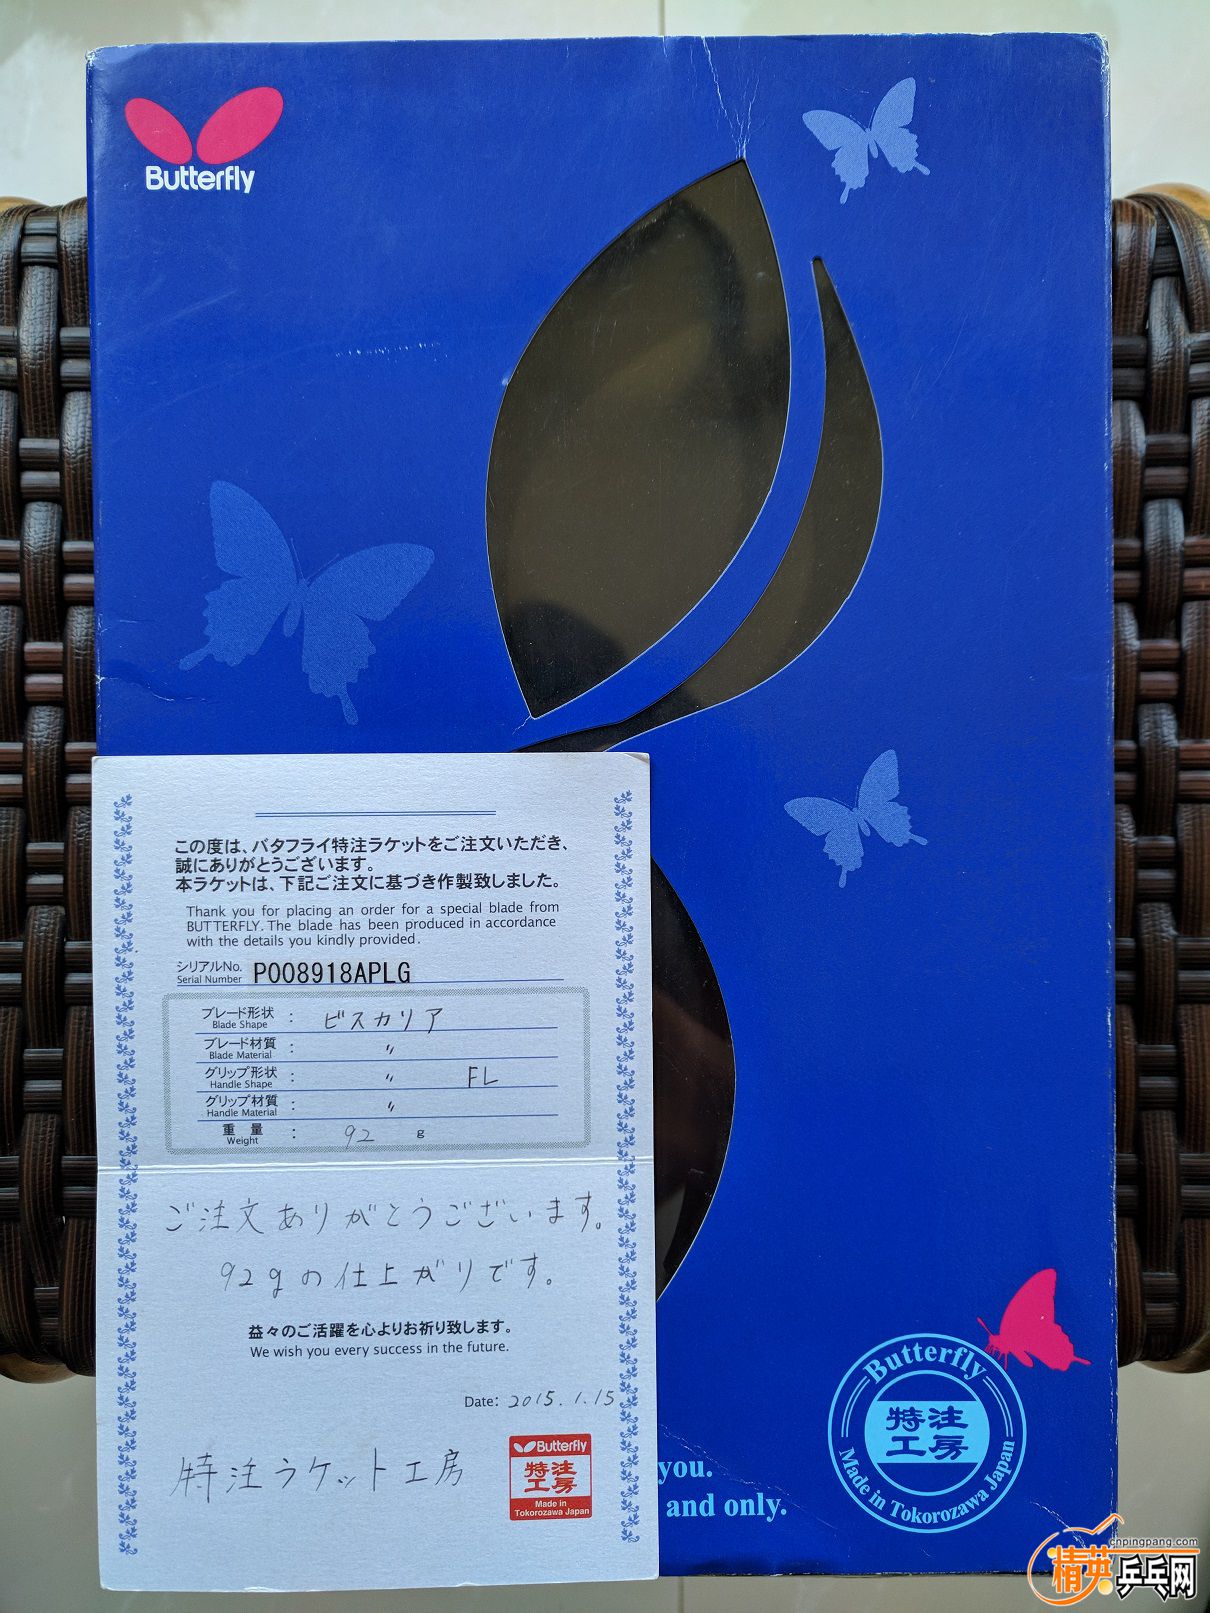 Butterfly
この度は、バタフライ特注ラケットをご注文いただき、
誠にありがとうございます。
本ラケットは、下記ご注文に基づき作製致しました。
Thank you for placing an order for a special blade from
BUTTERFLY. The blade has been produced in accordance
with the details you kindly provided.
シリアルNo.
Serial Number
P008918APLG
ブレード形状
Blade Shape
: ビスカリア
ブレード材質
Blade Material
: 〃
グリップ形状
Handle Shape
: 〃 FL
グリップ材質
Handle Material
: 〃
重 量
Weight
: 92 g
ご注文ありがとうございます。
92gの仕上がりです。
益々のご活躍を心よりお祈り致します。
We wish you every success in the future.
Date: 2015.1.15
特注ラケット工房
Butterfly
特注
工房
Made in
Tokorozawa Japan
you.
and only.
Butterfly
特注
工房
Made in Tokorozawa Japan
cnpingpang.com
精英乒乓网